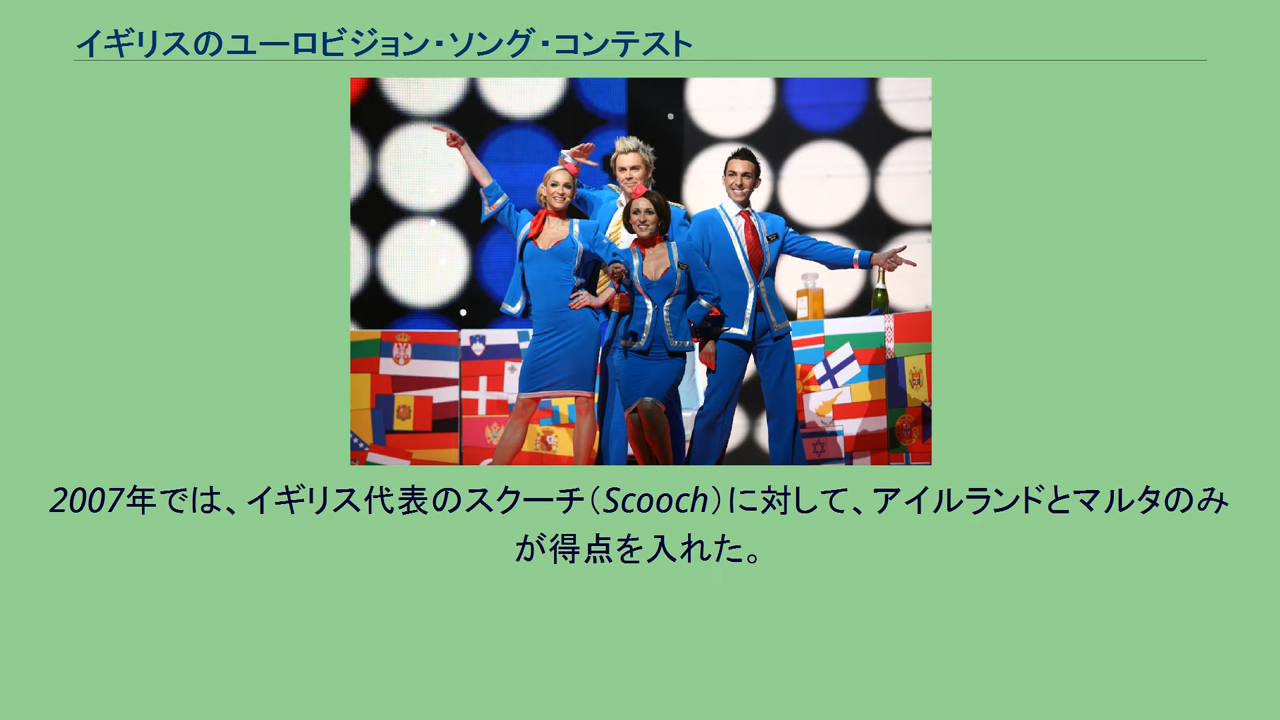 イギリスのユーロビジョン・ソング・コンテスト
2007年では、イギリス代表のスクーチ（Scooch）に対して、アイルランドとマルタのみ
が得点を入れた。